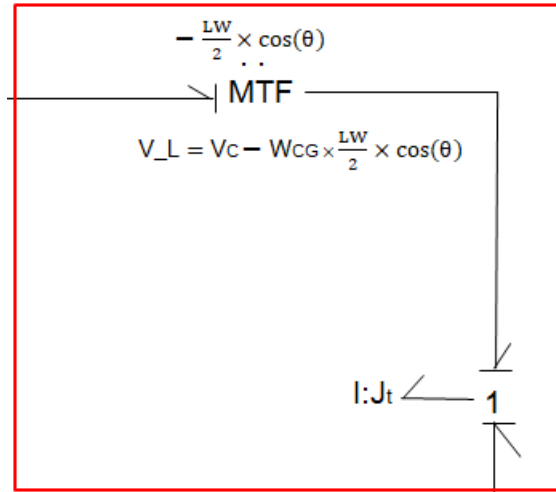 − LW/2 × cos(θ)
. .
MTF
V_L = VC − WCG × LW/2 × cos(θ)
I:Jt
1